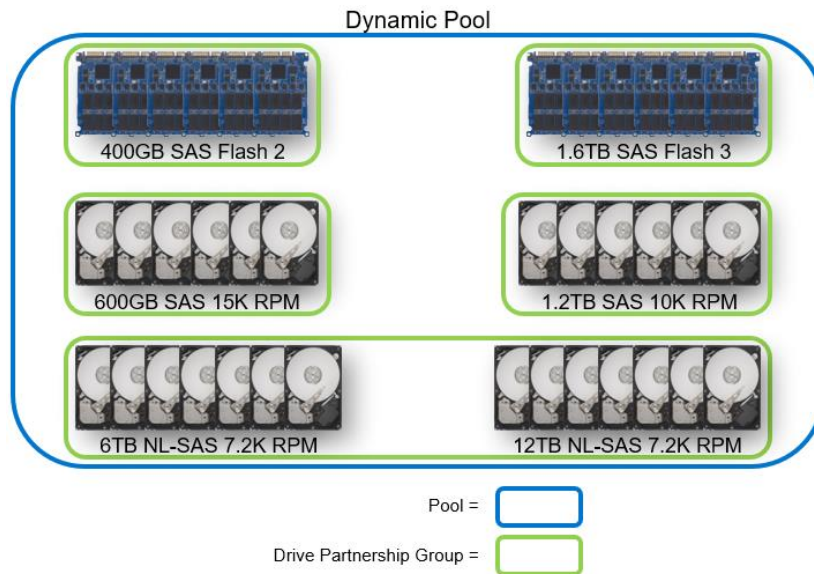 Dynamic Pool
400GB SAS Flash 2
1.6TB SAS Flash 3
600GB SAS 15K RPM
1.2TB SAS 10K RPM
6TB NL-SAS 7.2K RPM
12TB NL-SAS 7.2K RPM
Pool =
Drive Partnership Group =